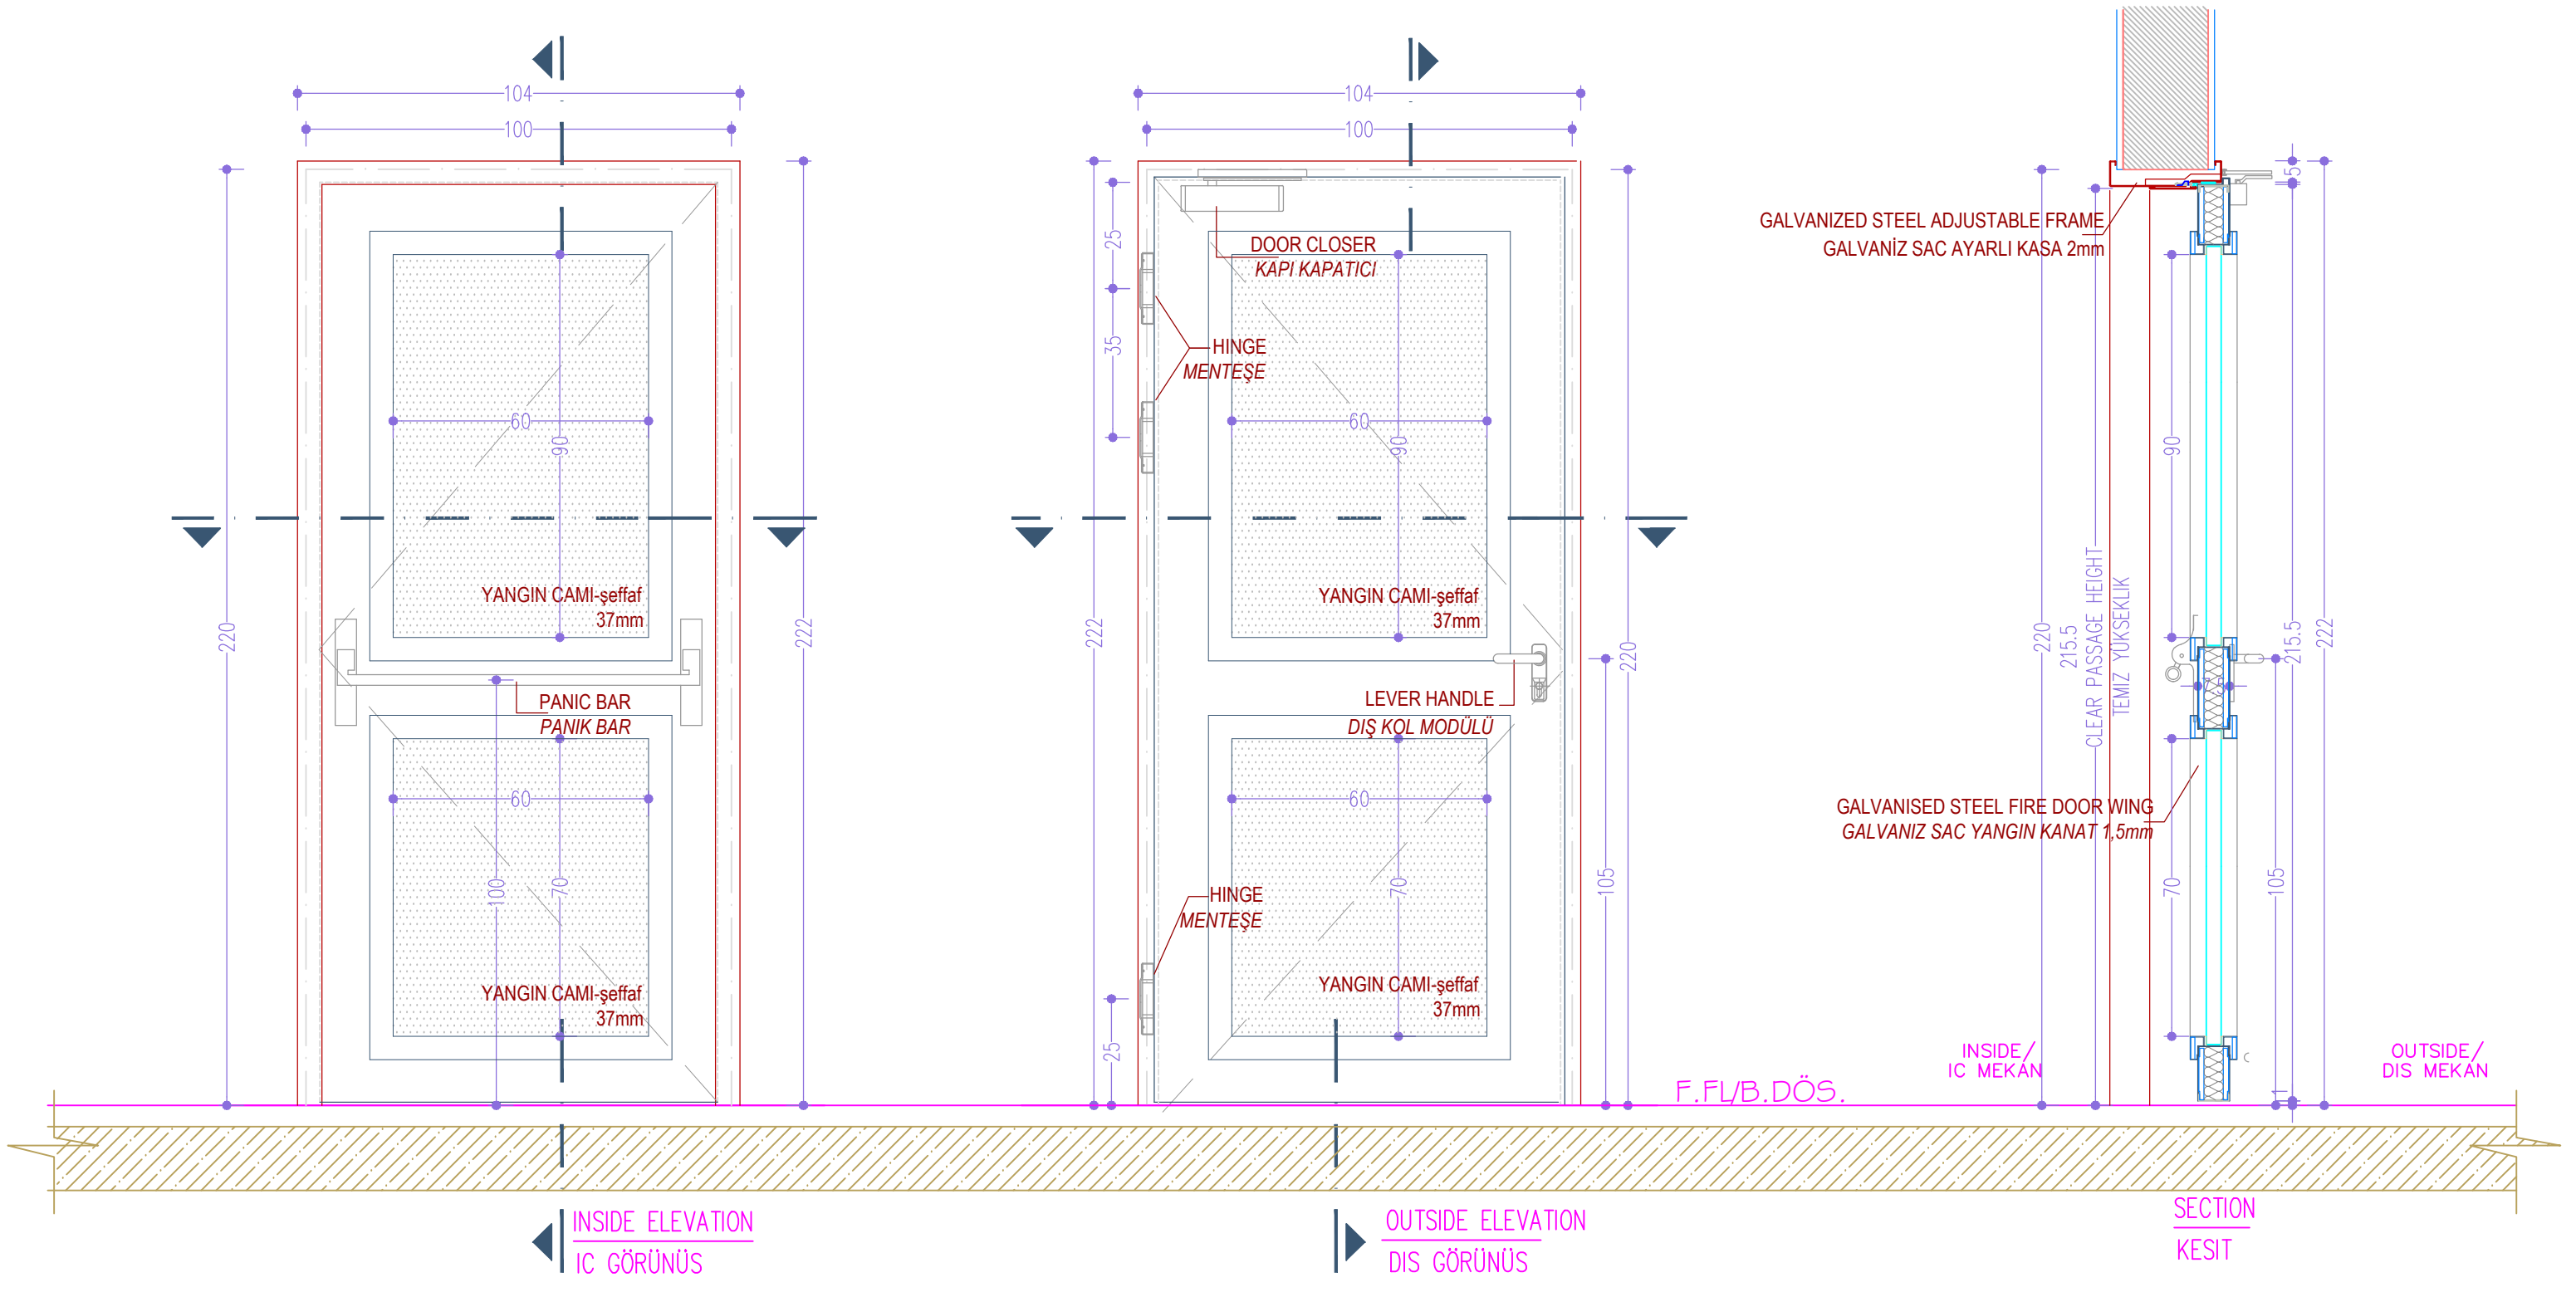 104
100
220
222
60
90
YANGIN CAMI-şeffaf
37mm
PANIC BAR
PANIK BAR
60
100
70
YANGIN CAMI-şeffaf
37mm
INSIDE ELEVATION
IC GÖRÜNÜS
104
100
222
25
35
DOOR CLOSER
KAPI KAPATICI
HINGE
MENTEŞE
60
90
YANGIN CAMI-şeffaf
37mm
LEVER HANDLE
DIŞ KOL MODÜLÜ
220
105
60
70
HINGE
MENTEŞE
25
YANGIN CAMI-şeffaf
37mm
F.FL/B.DÖS.
OUTSIDE ELEVATION
DIS GÖRÜNÜS
GALVANIZED STEEL ADJUSTABLE FRAME
GALVANİZ SAC AYARLI KASA 2mm
5
90
220
215.5
CLEAR PASSAGE HEIGHT
TEMIZ YÜKSEKLIK
215.5
222
GALVANISED STEEL FIRE DOOR WING
GALVANIZ SAC YANGIN KANAT 1,5mm
70
105
1
INSIDE/
IC MEKAN
OUTSIDE/
DIS MEKAN
SECTION
KESIT